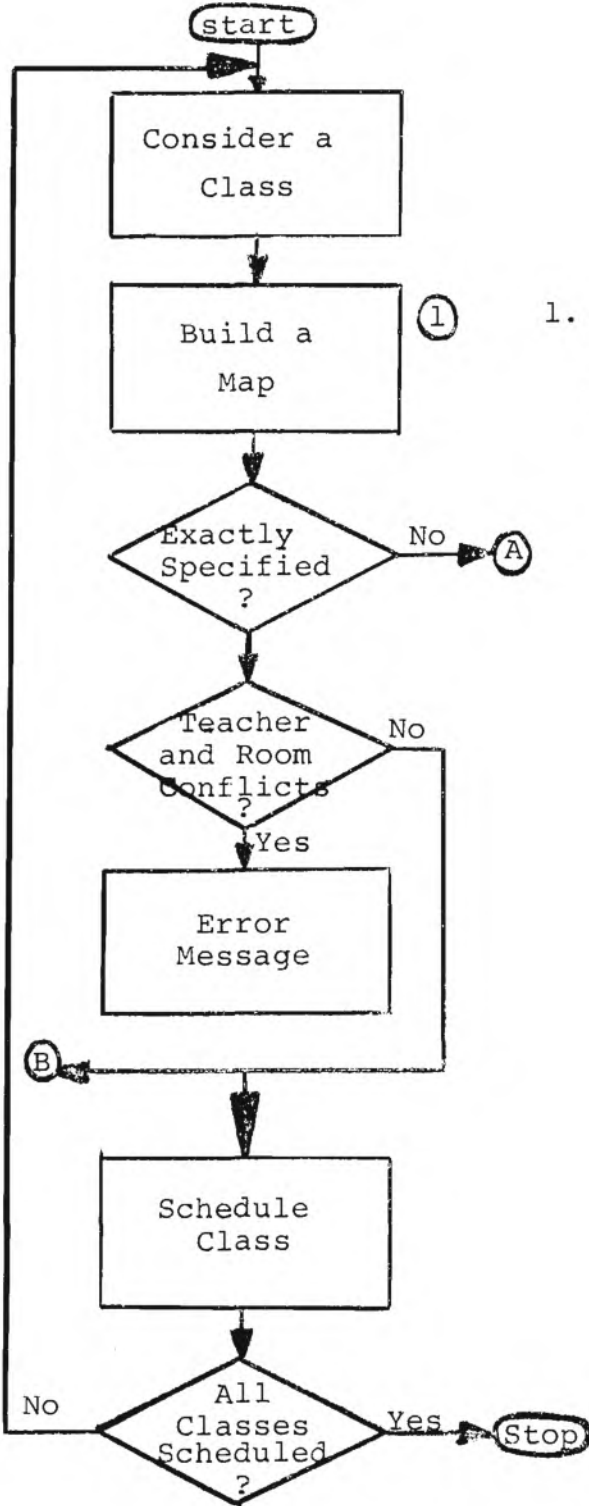 start
Consider a
Class
Build a
Map
1
1.
Exactly
Specified
?
No
A
Teacher
and Room
Conflicts
?
No
Yes
Error
Message
B
Schedule
Class
All
Classes
Scheduled
?
No
Yes
Stop